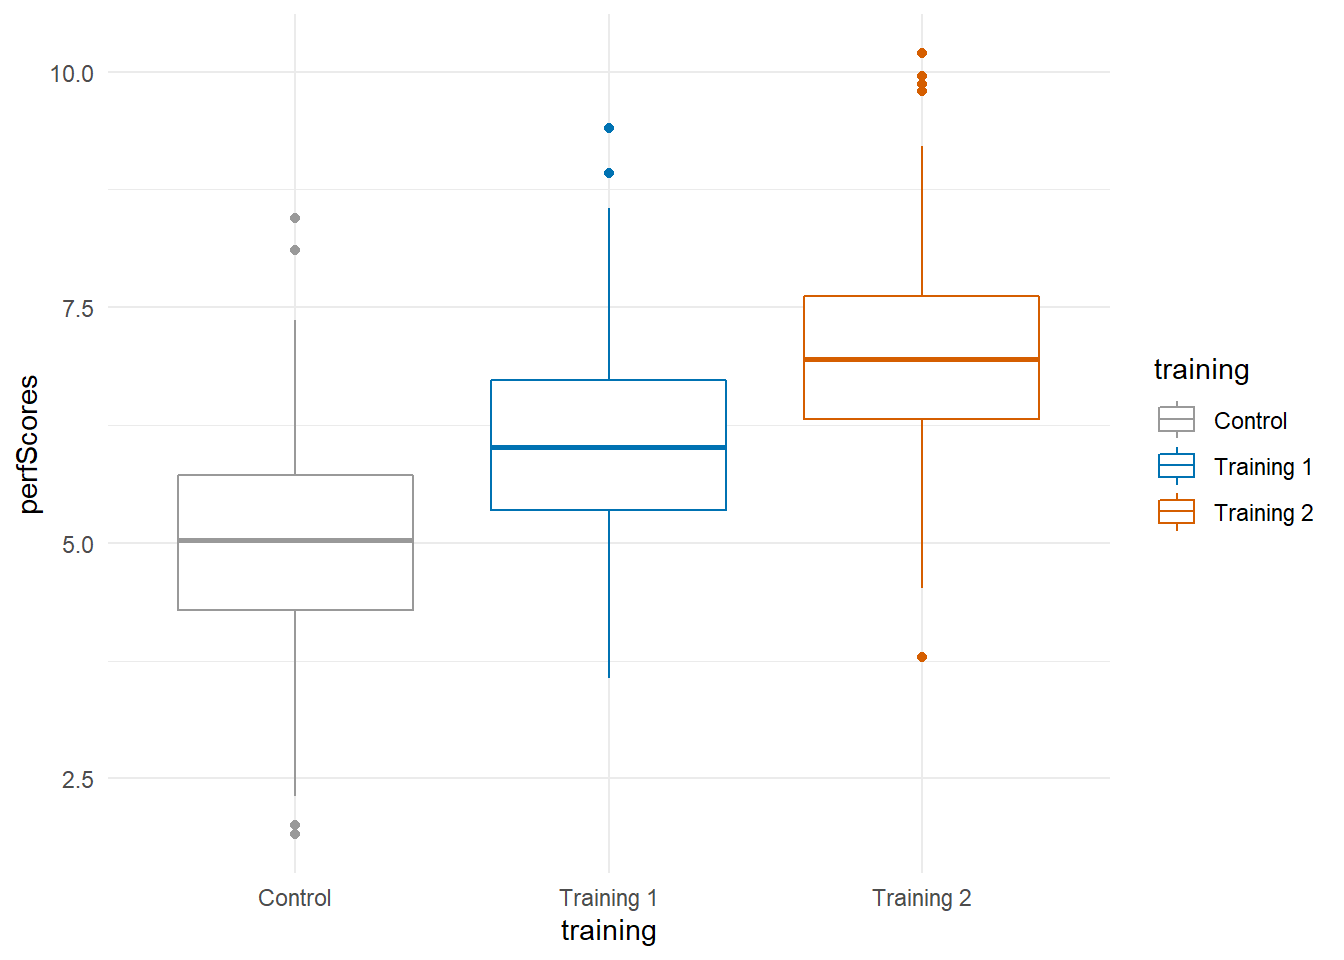 10.0
7.5
5.0
2.5
perfScores
Control
Training 1
Training 2
training
training
Control
Training 1
Training 2